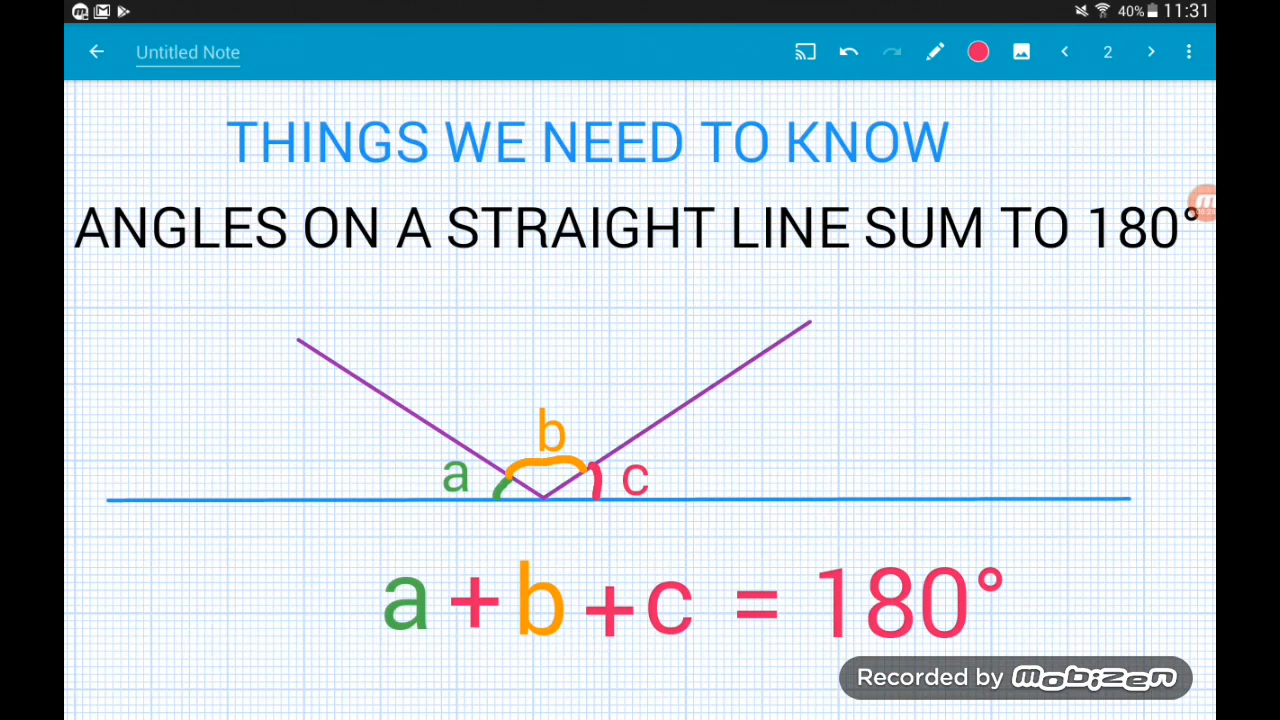 40% 11:31
Untitled Note
2
THINGS WE NEED TO KNOW
ANGLES ON A STRAIGHT LINE SUM TO 180°
b
a
c
a + b + c = 180°
Recorded by mobizen